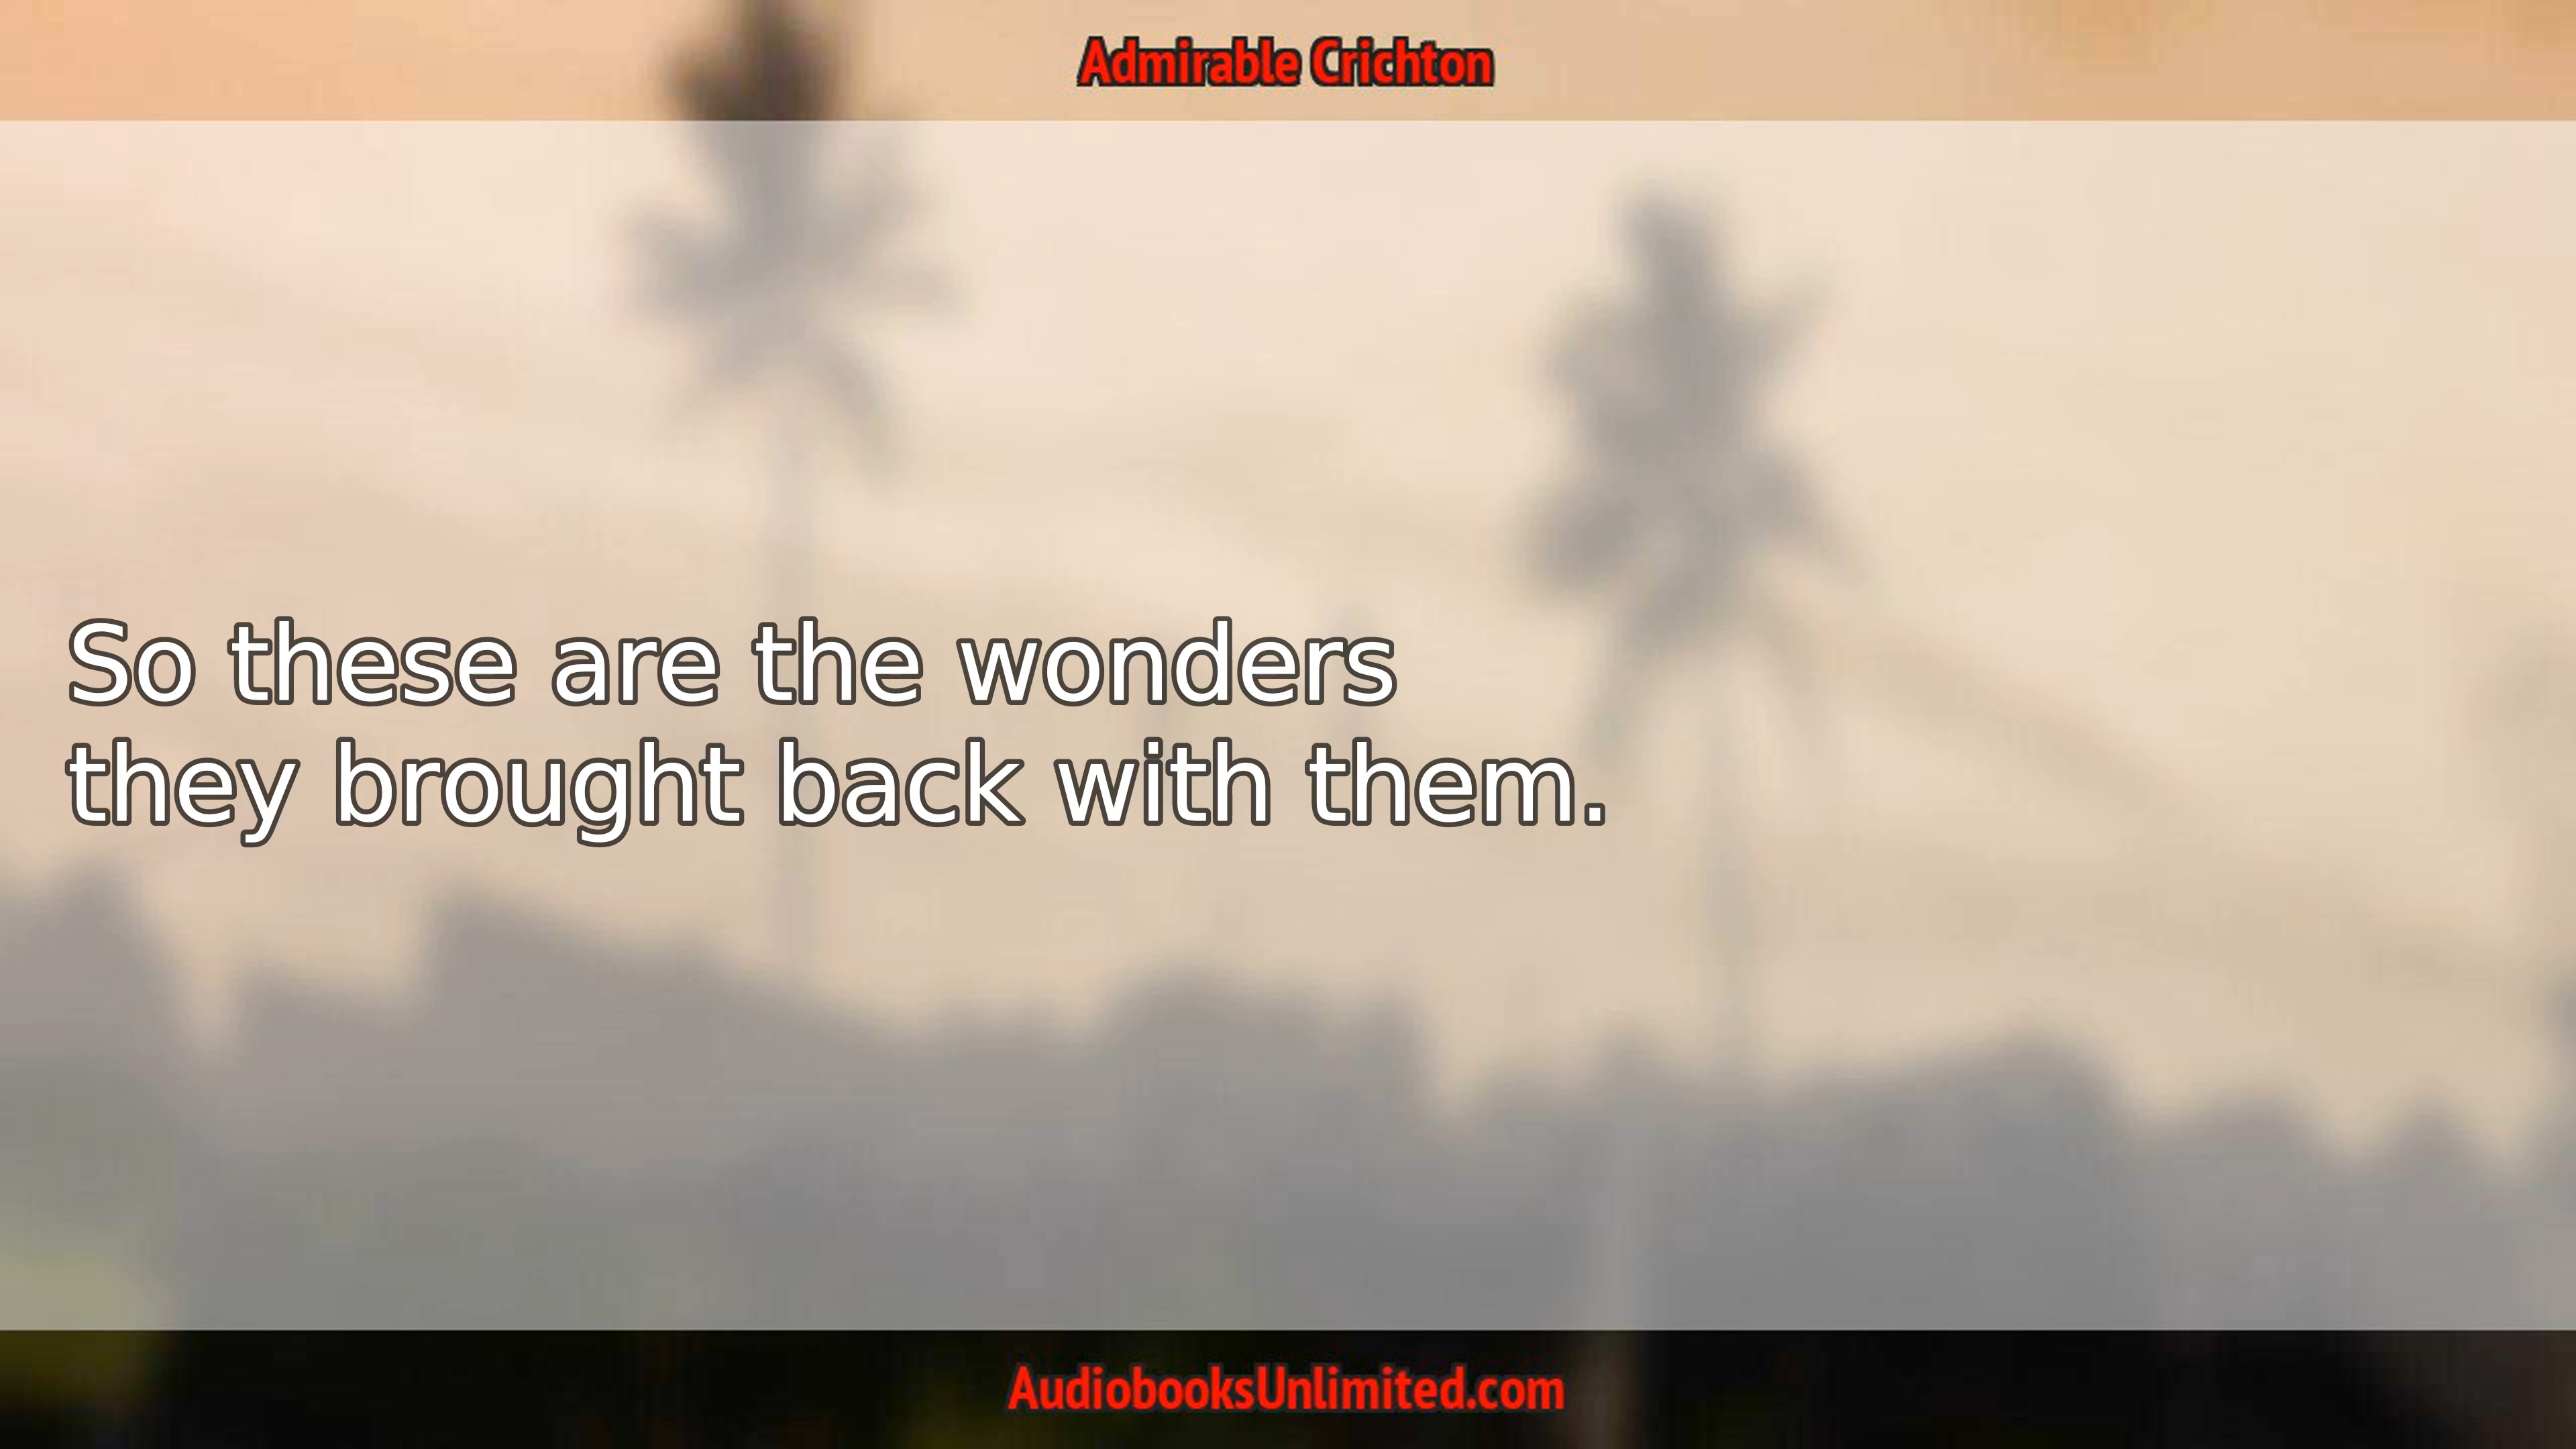 Admirable Crichton
So these are the wonders
they brought back with them.
AudiobooksUnlimited.com